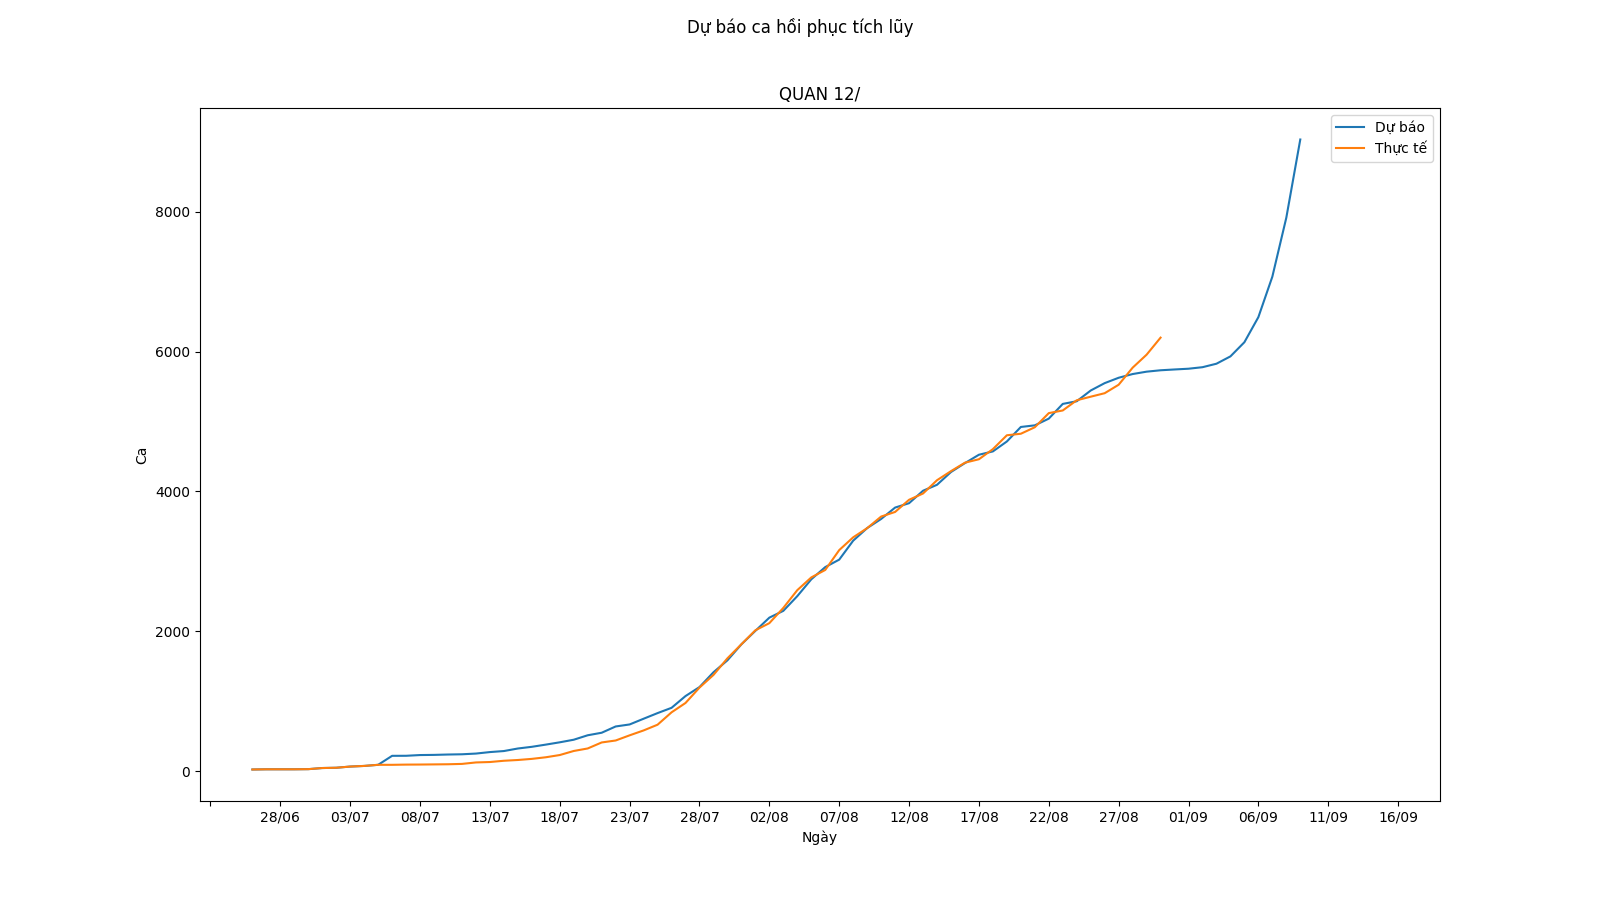 Dự báo ca hồi phục tích lũy
QUAN 12/
Dự báo
Thực tế
8000
6000
4000
2000
0
Ca
28/06 03/07 08/07 13/07 18/07 23/07 28/07 02/08 07/08 12/08 17/08 22/08 27/08 01/09 06/09 11/09 16/09
Ngày